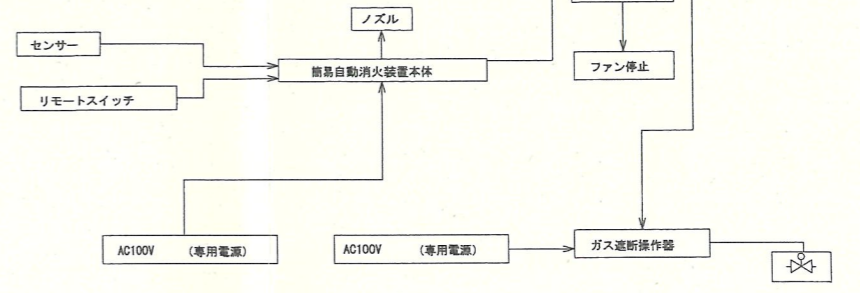 ノズル
センサー
簡易自動消火装置本体
ファン停止
リモートスイッチ
AC100V （専用電源）
AC100V （専用電源）
ガス遮断操作器